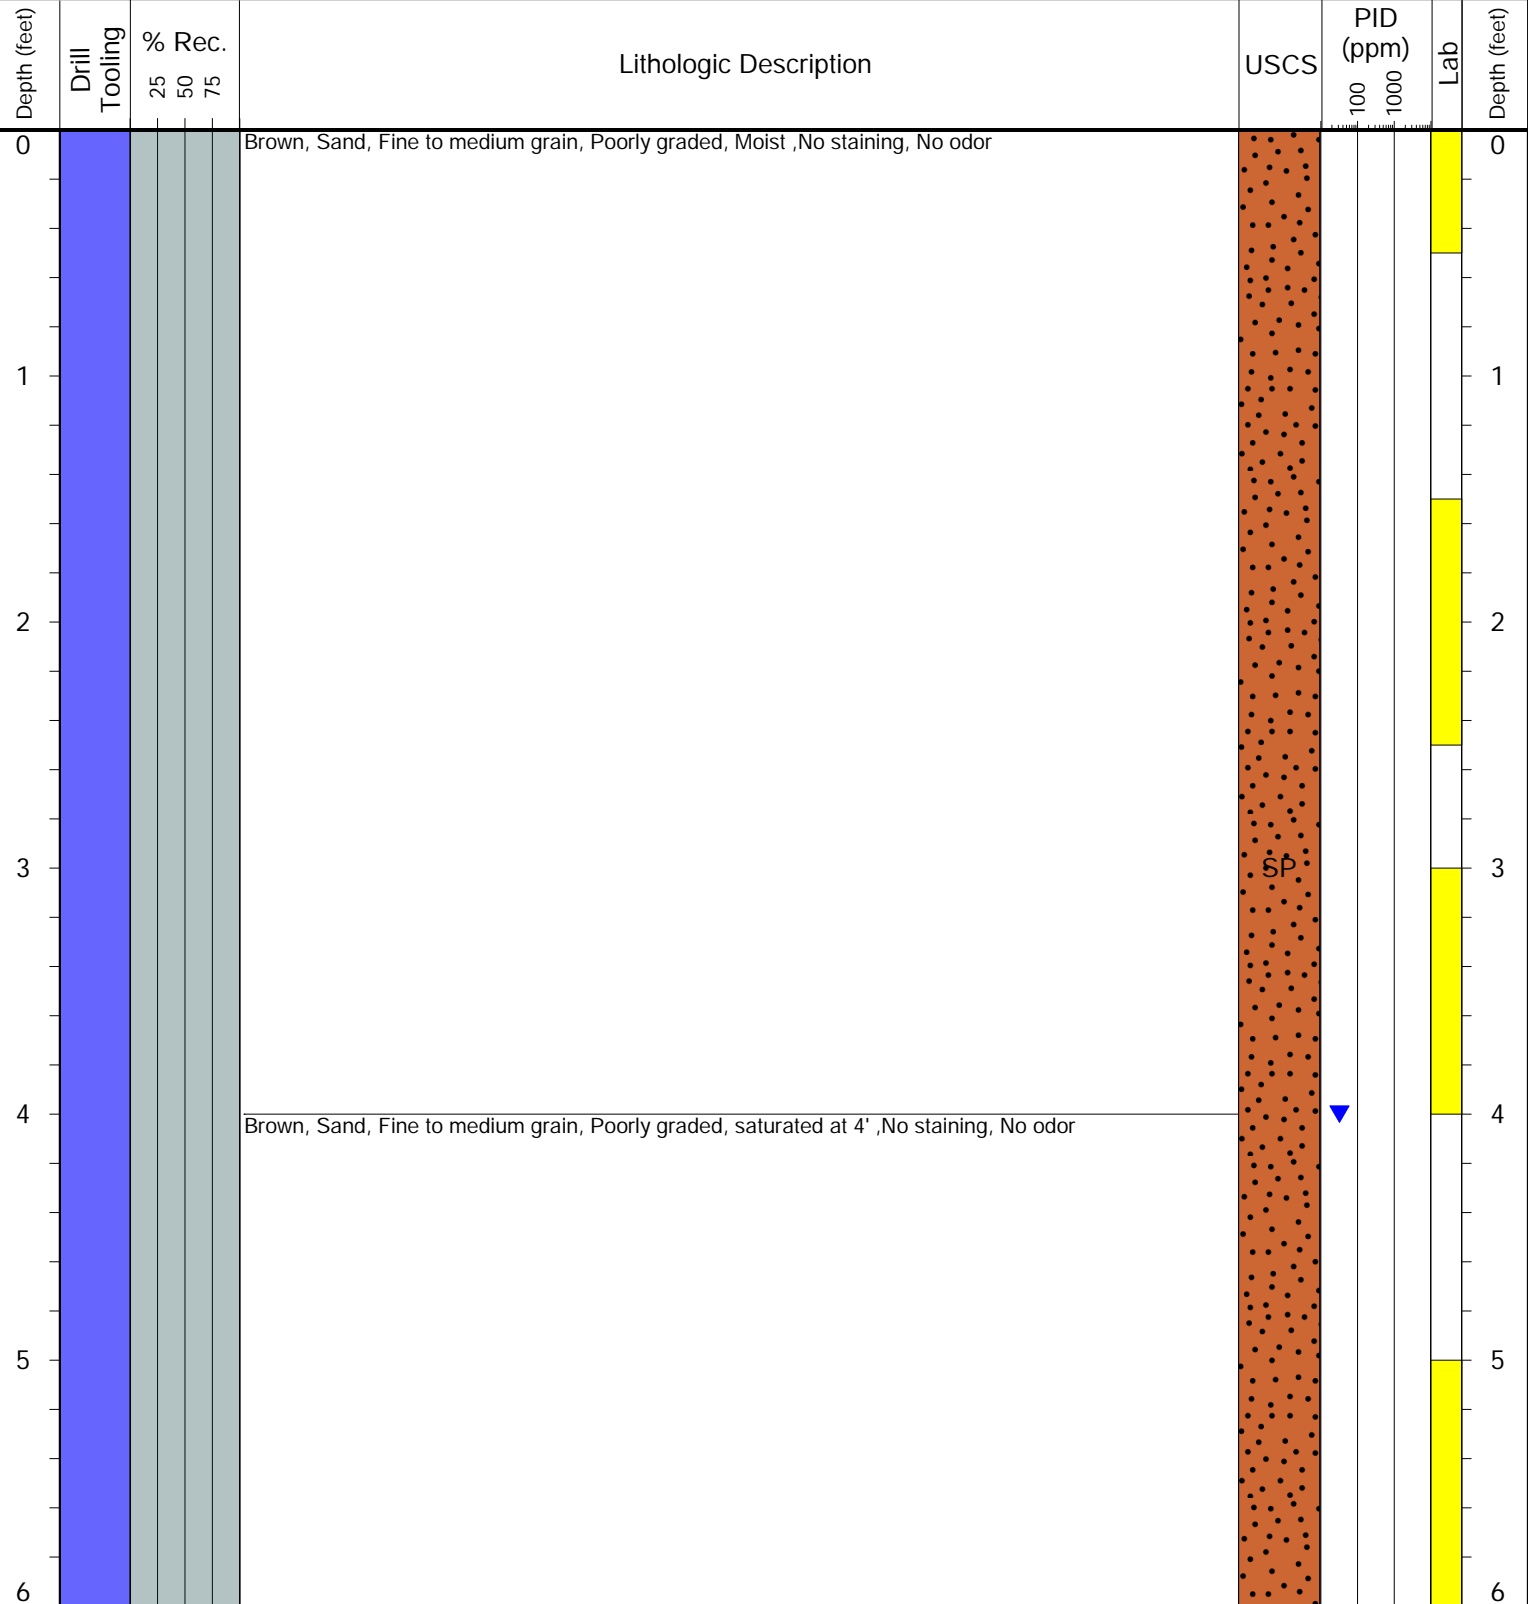 Depth (feet)
Drill Tooling
% Rec.
25 50 75
Lithologic Description
USCS
PID
(ppm)
100 1000
Lab
Depth (feet)
0
Brown, Sand, Fine to medium grain, Poorly graded, Moist ,No staining, No odor
0
1
1
2
2
3
SP
3
4
4
Brown, Sand, Fine to medium grain, Poorly graded, saturated at 4' ,No staining, No odor
5
5
6
6